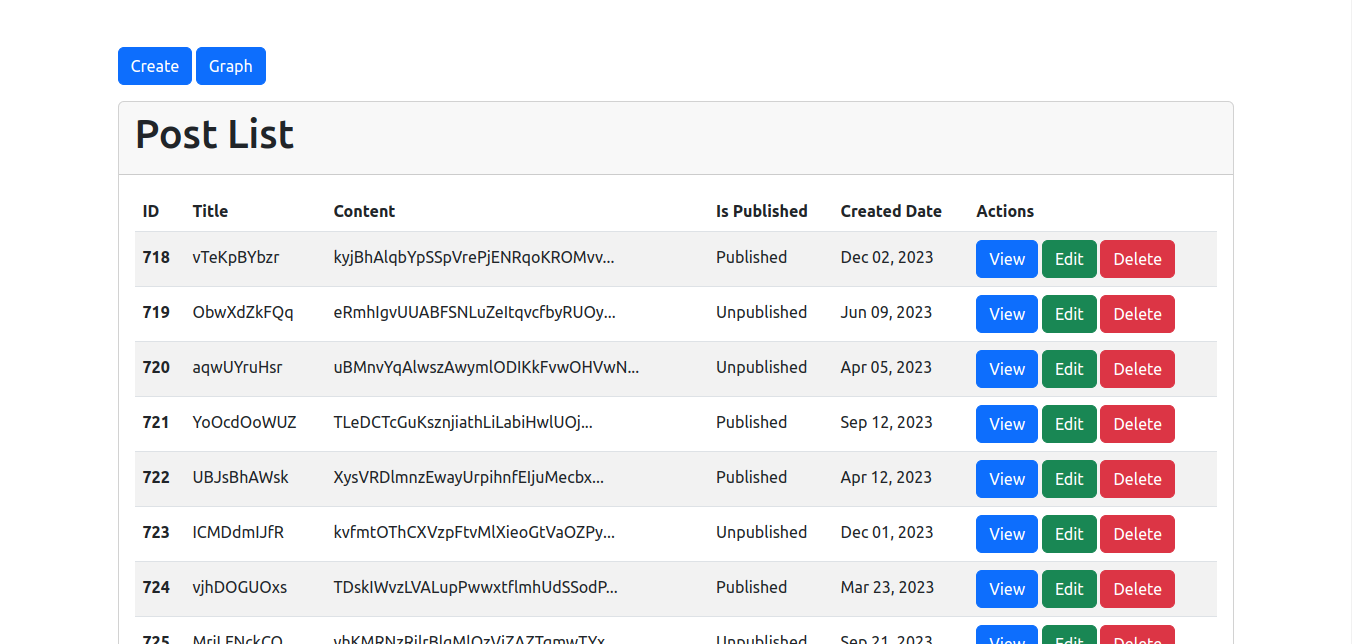 Create Graph
Post List
ID Title Content Is Published Created Date Actions
718 vTeKpBYbzr kyjBhAlqbYpSSpVrePjENRqoKROMvv... Published Dec 02, 2023 View Edit Delete
719 ObwXdZkFQq eRmhIgvUUABFSNLuZeItqvcfbyRUOy... Unpublished Jun 09, 2023 View Edit Delete
720 aqwUYruHsr uBMnvYqAlwszAwymlODIKkFvwOHVwN... Unpublished Apr 05, 2023 View Edit Delete
721 YoOcdOoWUZ TLeDCTcGuKsznjiathLiLabiHwlUOj... Published Sep 12, 2023 View Edit Delete
722 UBJsBhAWsk XysVRDlmnzEwayUrpihnfEIjuMecbx... Published Apr 12, 2023 View Edit Delete
723 ICMDdmIJfR kvfmtOThCXVzpFtvMlXieoGtVaOZPy... Unpublished Dec 01, 2023 View Edit Delete
724 vjhDOGUOxs TDskIWvzLVALupPwwxtflmhUdSSodP... Published Mar 23, 2023 View Edit Delete
725 Unpublished Sep 21, 2023 View Edit Delete